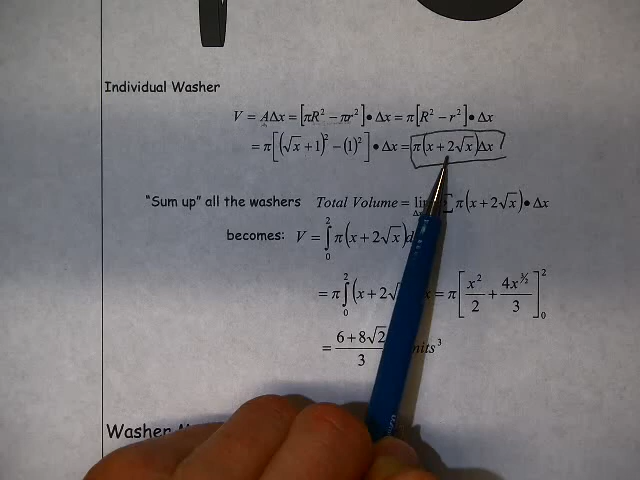 Individual Washer
V = AΔx = [πR² − πr²]•Δx = π[R² − r²]•Δx
= π[(√x + 1)² − (1)²]•Δx = π(x + 2√x)Δx
"Sum up" all the washers Total Volume = lim ∑ π(x + 2√x)•Δx
becomes: V = ∫₀² π(x + 2√x)d
= π∫₀² (x + 2√ x = π[x²/2 + 4x^(3/2)/3]₀²
= (6 + 8√2)/3 nits³
Washer